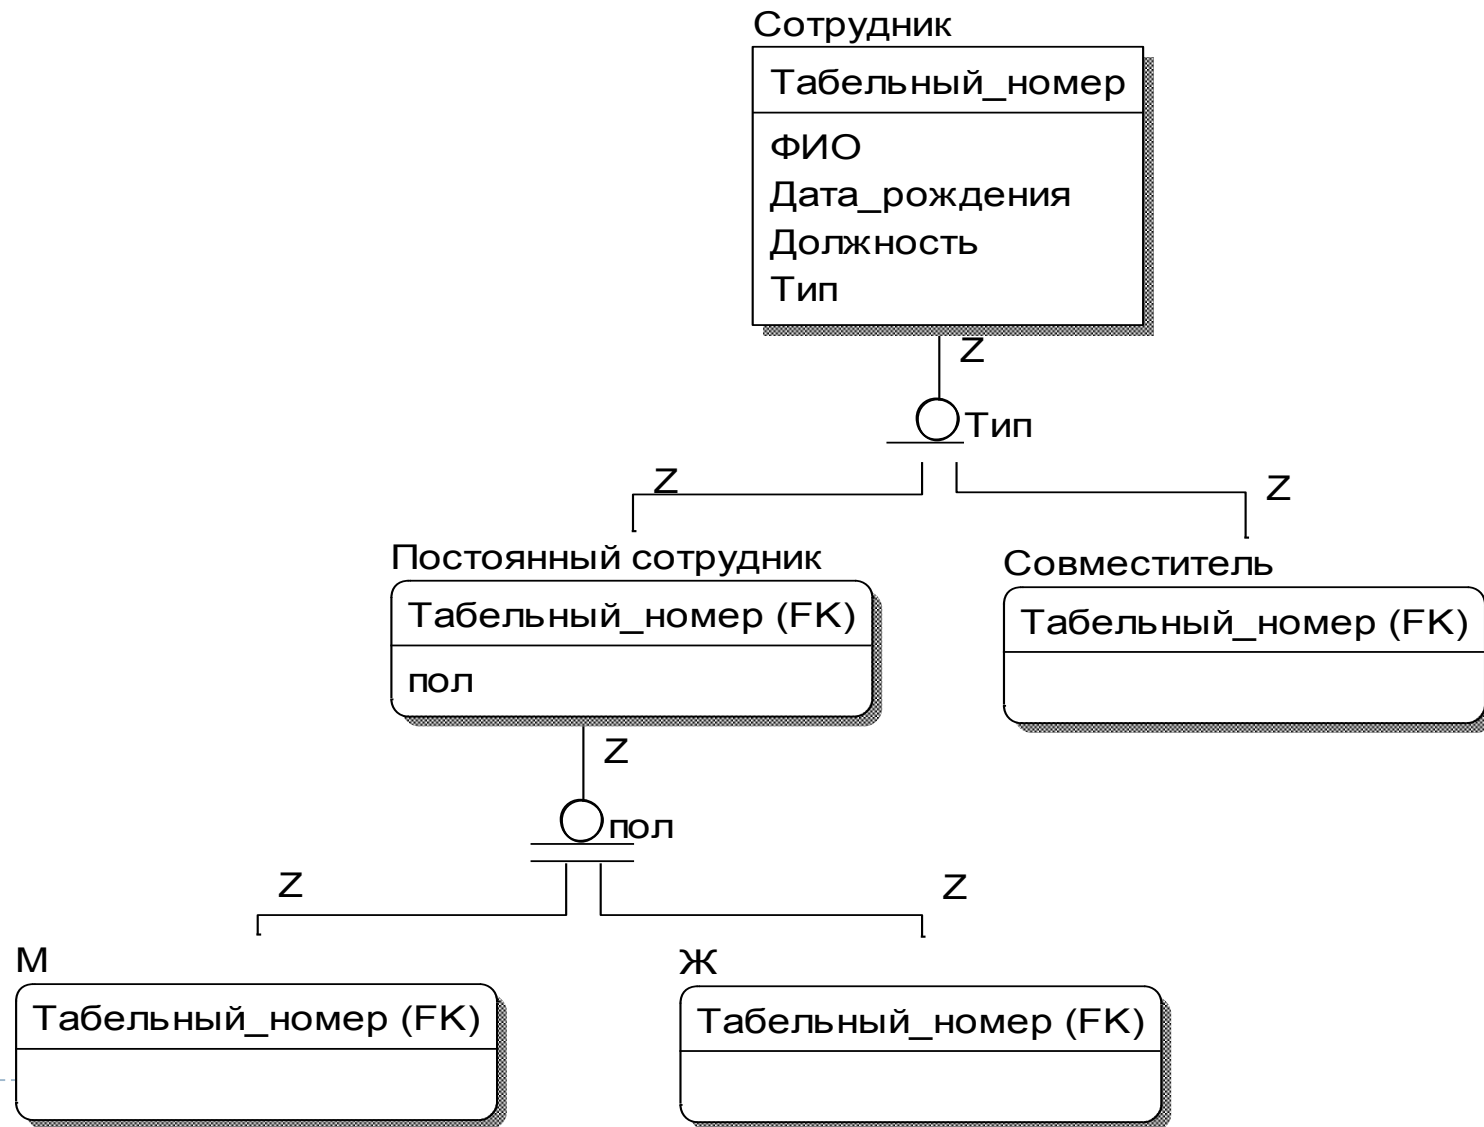 Сотрудник
Табельный_номер
ФИО
Дата_рождения
Должность
Тип
Z
Тип
Z
Z
Постоянный сотрудник
Табельный_номер (FK)
пол
Совместитель
Табельный_номер (FK)
Z
пол
Z
Z
М
Табельный_номер (FK)
Ж
Табельный_номер (FK)